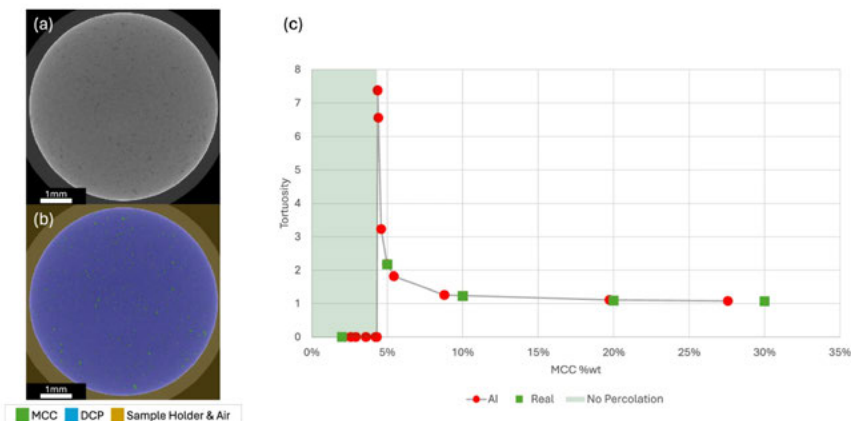 (a)
1mm
(b)
1mm
MCC DCP Sample Holder & Air
(c)
8
7
6
5
4
3
2
1
0
Tortuosity
0% 5% 10% 15% 20% 25% 30% 35%
MCC %wt
AI Real No Percolation